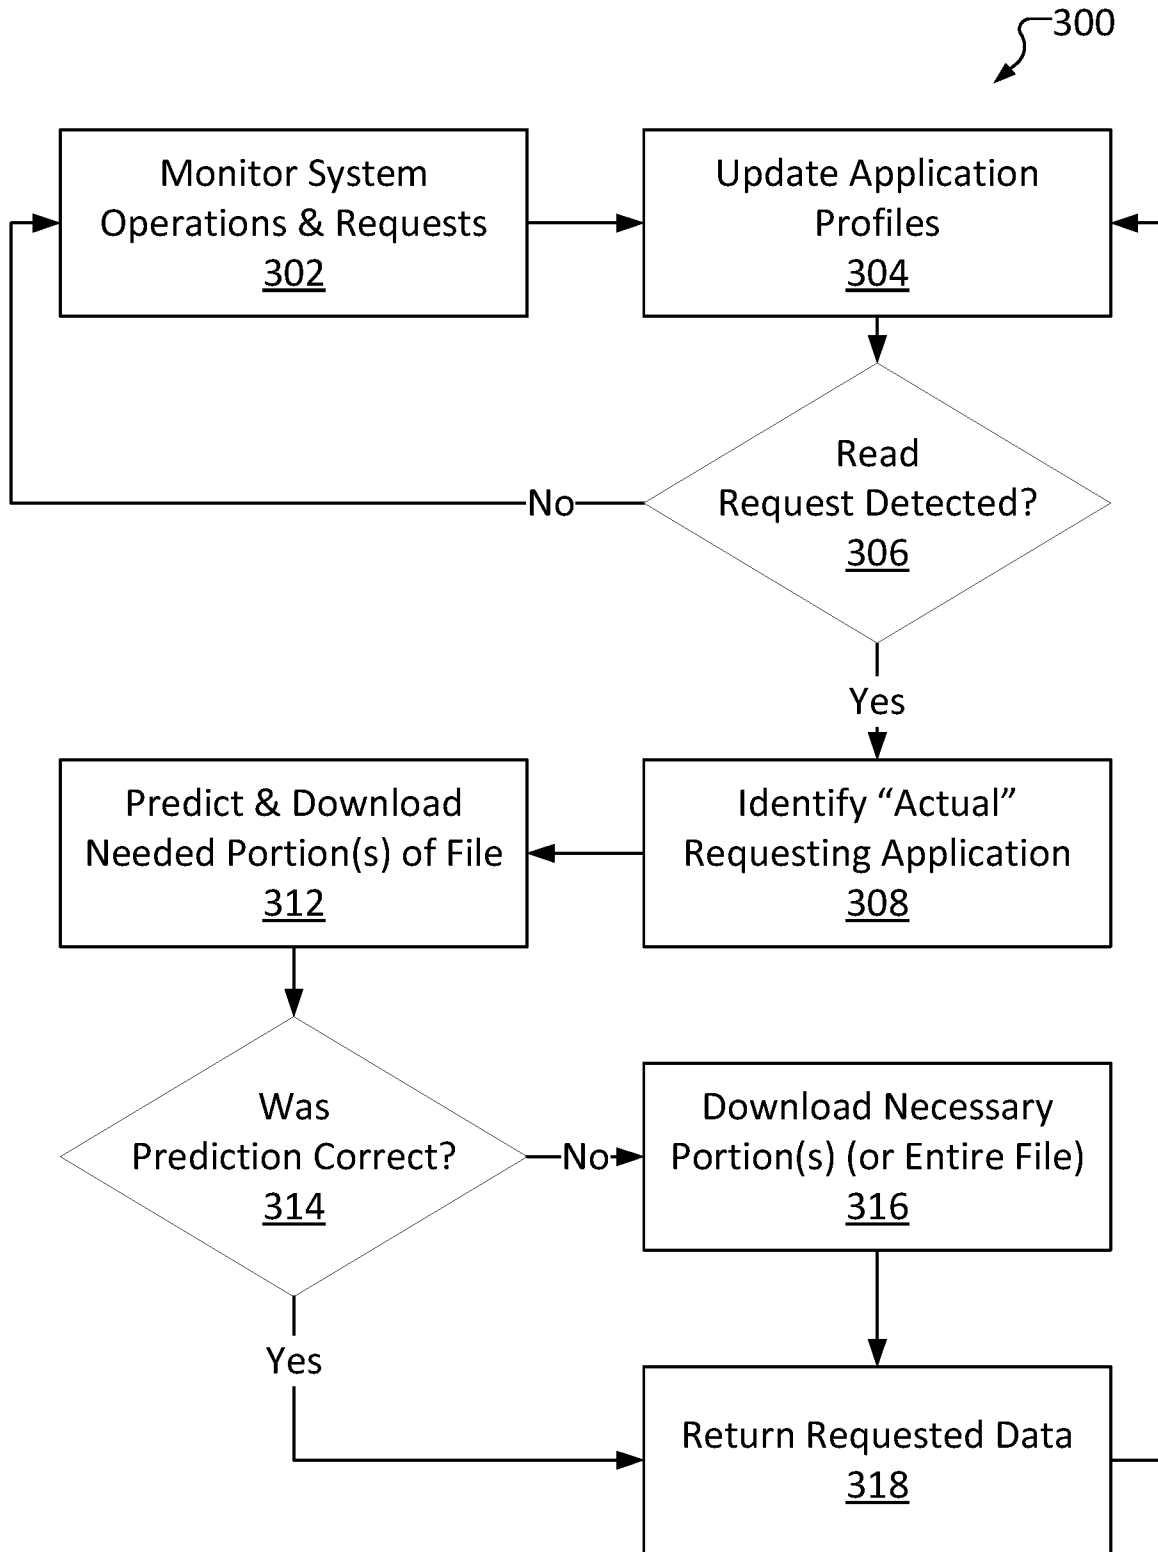 300
Monitor System
Operations & Requests
302
Update Application
Profiles
304
Read
Request Detected?
306
No
Yes
Identify “Actual”
Requesting Application
308
Predict & Download
Needed Portion(s) of File
312
Was
Prediction Correct?
314
No
Download Necessary
Portion(s) (or Entire File)
316
Yes
Return Requested Data
318